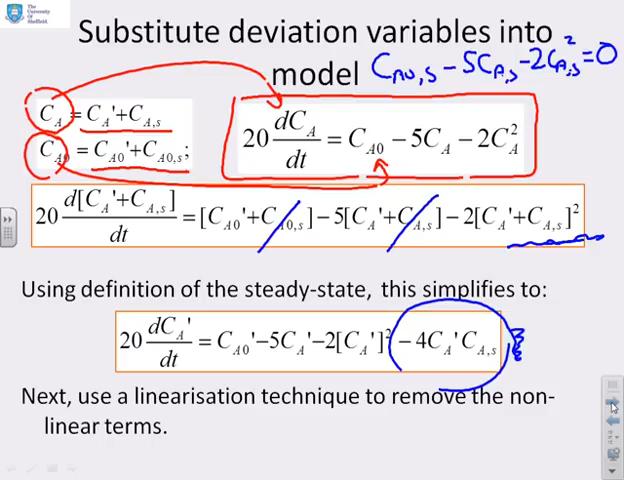 The University Of Sheffield.
Substitute deviation variables into model
C_{A0,S} - 5C_{A,S} - 2C_{A,S}^2 = 0
C_A = C_A' + C_{A,s}
C_{A0} = C_{A0}' + C_{A0,s};
20 dC_A/dt = C_{A0} - 5C_A - 2C_A^2
20 d[C_A' + C_{A,s}]/dt = [C_{A0}' + C_{A0,s}] - 5[C_A' + C_{A,s}] - 2[C_A' + C_{A,s}]^2
Using definition of the steady-state, this simplifies to:
20 dC_A'/dt = C_{A0}' - 5C_A' - 2[C_A']^2 - 4C_A' C_{A,s}
Next, use a linearisation technique to remove the non-
linear terms.